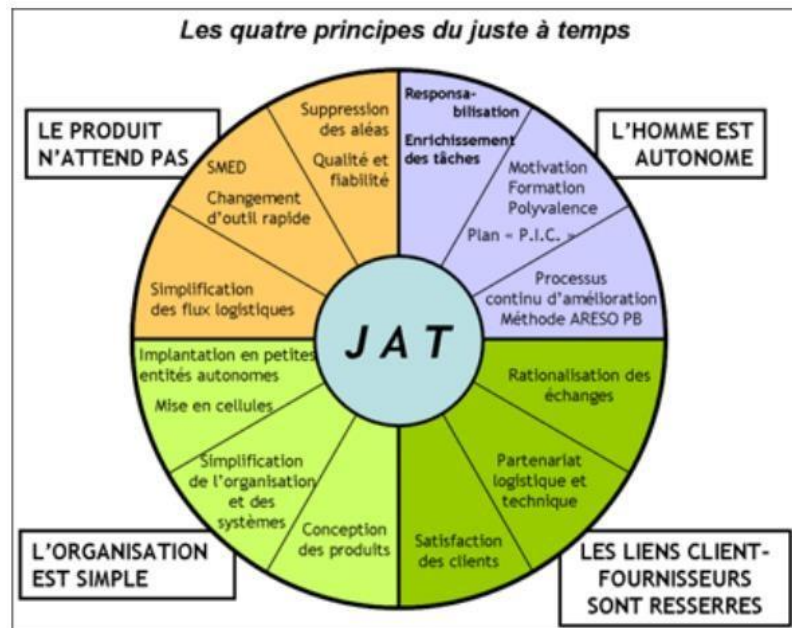 Les quatre principes du juste à temps
LE PRODUIT
N'ATTEND PAS
Suppression
des aléas
Qualité et
fiabilité
SMED
Changement
d'outil rapide
Simplification
des flux logistiques
L'HOMME EST
AUTONOME
Responsa-
bilisation
Enrichissement
des tâches
Motivation
Formation
Polyvalence
Plan « P.I.C. »
Processus
continu d'amélioration
Méthode ARESO PB
J A T
Implantation en petites
entités autonomes
Mise en cellules
Simplification
de l'organisation
et des
systèmes
Conception
des produits
L'ORGANISATION
EST SIMPLE
Rationalisation des
échanges
Partenariat
logistique et
technique
Satisfaction
des clients
LES LIENS CLIENT-
FOURNISSEURS
SONT RESSERRES